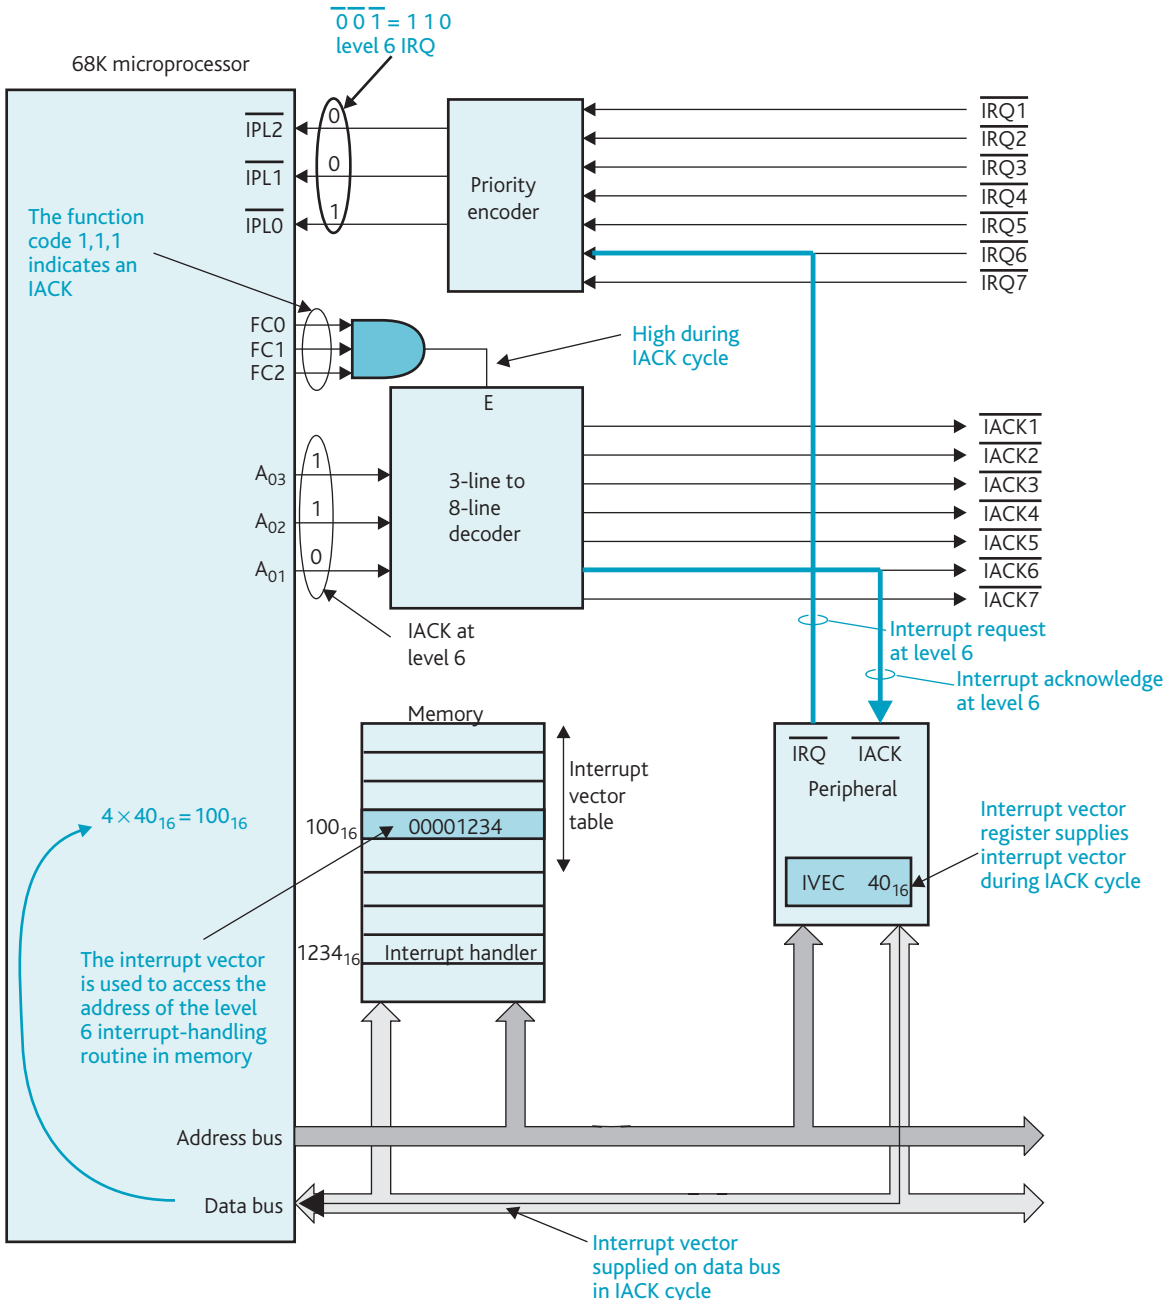 0 0 1 = 1 1 0
level 6 IRQ
68K microprocessor
IPL2
0
IPL1
0
IPL0
1
Priority
encoder
IRQ1
IRQ2
IRQ3
IRQ4
IRQ5
IRQ6
IRQ7
The function
code 1,1,1
indicates an
IACK
FC0
FC1
FC2
High during
IACK cycle
E
A03
1
A02
1
A01
0
3-line to
8-line
decoder
IACK1
IACK2
IACK3
IACK4
IACK5
IACK6
IACK7
IACK at
level 6
Interrupt request
at level 6
Interrupt acknowledge
at level 6
Memory
Interrupt
vector
table
4 × 40₁₆ = 100₁₆
100₁₆
00001234
1234₁₆
Interrupt handler
IRQ IACK
Peripheral
IVEC 40₁₆
Interrupt vector
register supplies
interrupt vector
during IACK cycle
The interrupt vector
is used to access the
address of the level
6 interrupt-handling
routine in memory
Address bus
Data bus
Interrupt vector
supplied on data bus
in IACK cycle